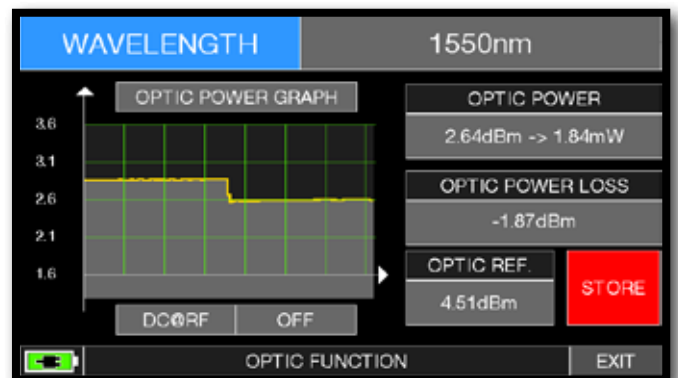 WAVELENGTH
1550nm
OPTIC POWER GRAPH
3.6
3.1
2.6
2.1
1.6
DC@RF
OFF
OPTIC POWER
2.64dBm -> 1.84mW
OPTIC POWER LOSS
-1.87dBm
OPTIC REF.
4.51dBm
STORE
OPTIC FUNCTION
EXIT